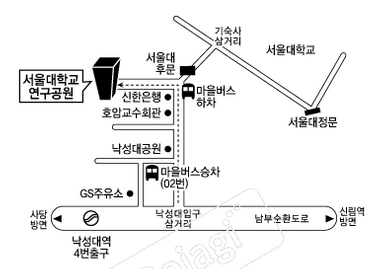 기숙사
삼거리
서울대
후문
서울대학교
서울대학교
연구공원
마을버스
하차
신한은행
호암교수회관
서울대정문
낙성대공원
마을버스승차
(02번)
GS주유소
사당
방면
낙성대역
4번출구
낙성대입구
삼거리
남부순환도로
신림역
방면